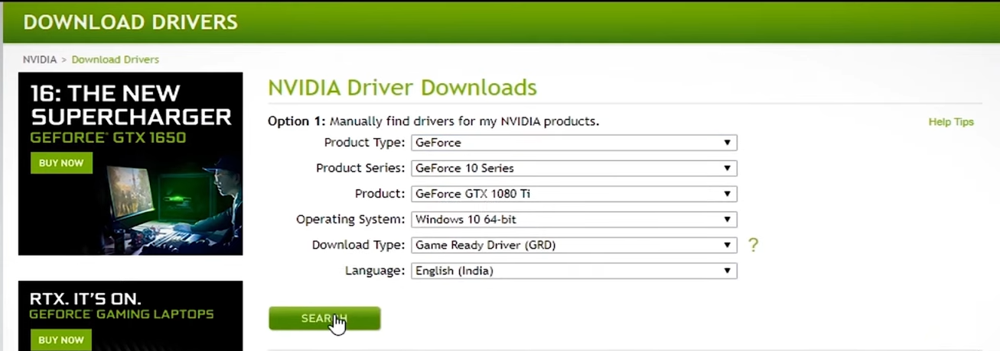 DOWNLOAD DRIVERS
NVIDIA > Download Drivers
16: THE NEW
SUPERCHARGER
GEFORCE® GTX 1650
BUY NOW
RTX. IT'S ON.
GEFORCE® GAMING LAPTOPS
BUY NOW
NVIDIA Driver Downloads
Option 1: Manually find drivers for my NVIDIA products. Help Tips
Product Type: GeForce
Product Series: GeForce 10 Series
Product: GeForce GTX 1080 Ti
Operating System: Windows 10 64-bit
Download Type: Game Ready Driver (GRD) ?
Language: English (India)
SEARCH